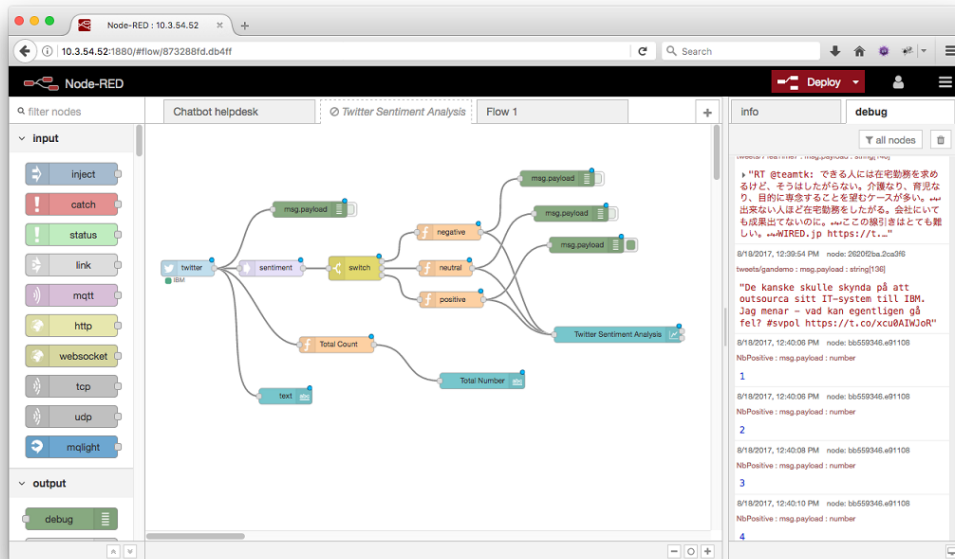 Node-RED : 10.3.54.52
10.3.54.52:1880/#flow/873288fd.db4ff
Search
Node-RED
Deploy
filter nodes
Chatbot helpdesk
Twitter Sentiment Analysis
Flow 1
info
debug
input
inject
catch
status
link
mqtt
http
websocket
tcp
udp
mqlight
output
debug
msg.payload
msg.payload
msg.payload
msg.payload
negative
twitter
IBM
sentiment
switch
neutral
positive
Twitter Sentiment Analysis
Total Count
Total Number
text
all nodes
"RT @teamtk: できる人には在宅勤務を求め
るけど、そうはしたがらない。介護なり、育児な
り、目的に専念することを望むケースが多い。↵↵
出来ない人ほど在宅勤務をしたがる。会社にいて
も成果出てないのに。↵↵ここの線引きはとても難
しい。↵↵WIRED.jp https://t.…"
8/18/2017, 12:39:54 PM node: 2620f2ba.2ca3f6
tweets/gandemo : msg.payload : string[136]
"De kanske skulle skynda på att
outsourca sitt IT-system till IBM.
Jag menar – vad kan egentligen gå
fel? #svpol https://t.co/xcu0AIWJoR"
8/18/2017, 12:40:06 PM node: bb559346.e91108
NbPositive : msg.payload : number
1
8/18/2017, 12:40:06 PM node: bb559346.e91108
NbPositive : msg.payload : number
2
8/18/2017, 12:40:08 PM node: bb559346.e91108
NbPositive : msg.payload : number
3
8/18/2017, 12:40:10 PM node: bb559346.e91108
NbPositive : msg.payload : number
4